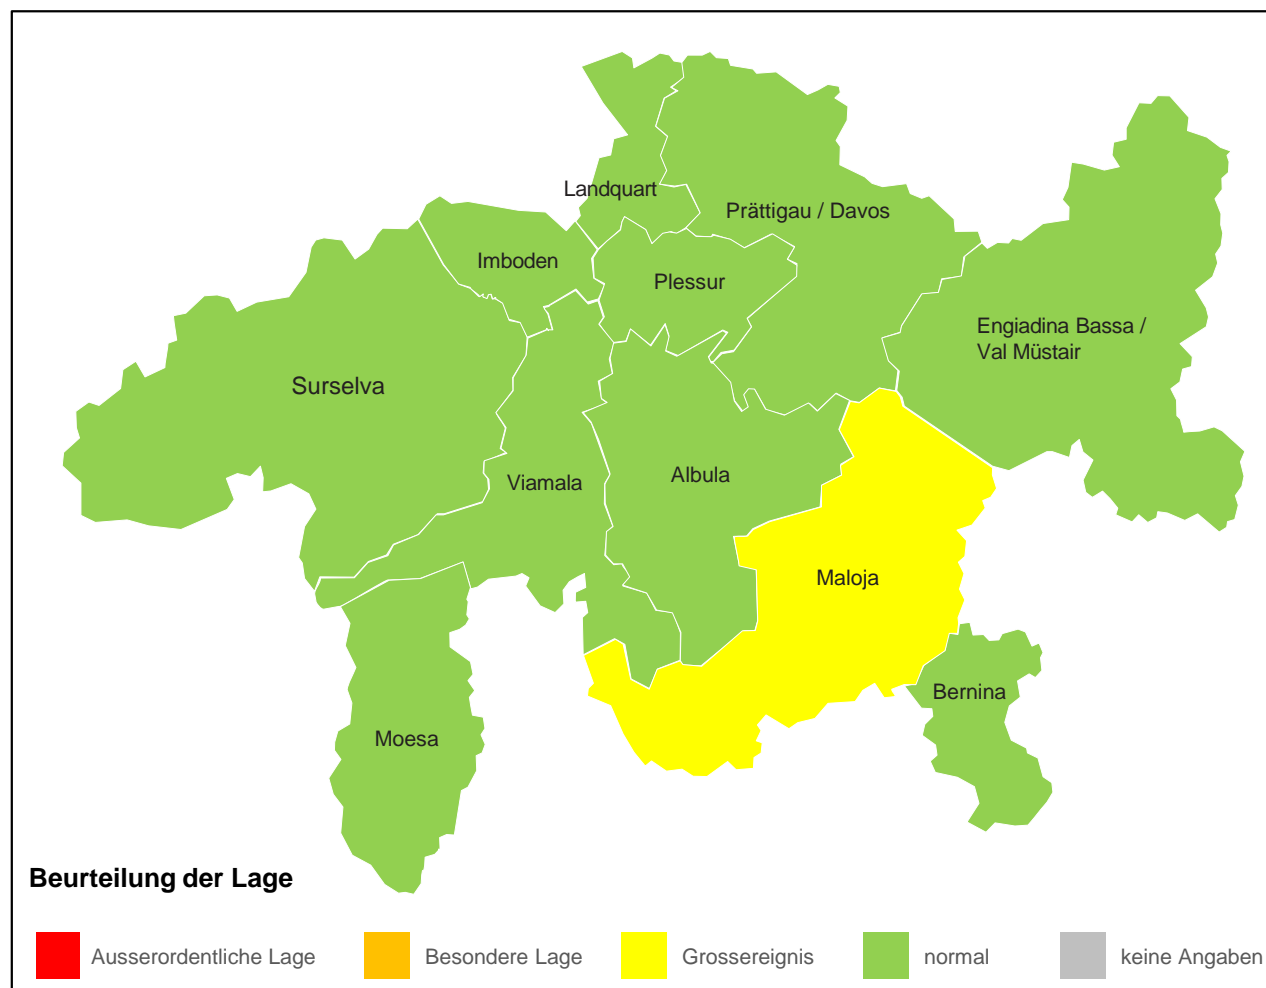 Landquart
Prättigau / Davos
Imboden
Plessur
Engiadina Bassa /
Val Müstair
Surselva
Viamala
Albula
Maloja
Bernina
Moesa
Beurteilung der Lage
Ausserordentliche Lage
Besondere Lage
Grossereignis
normal
keine Angaben